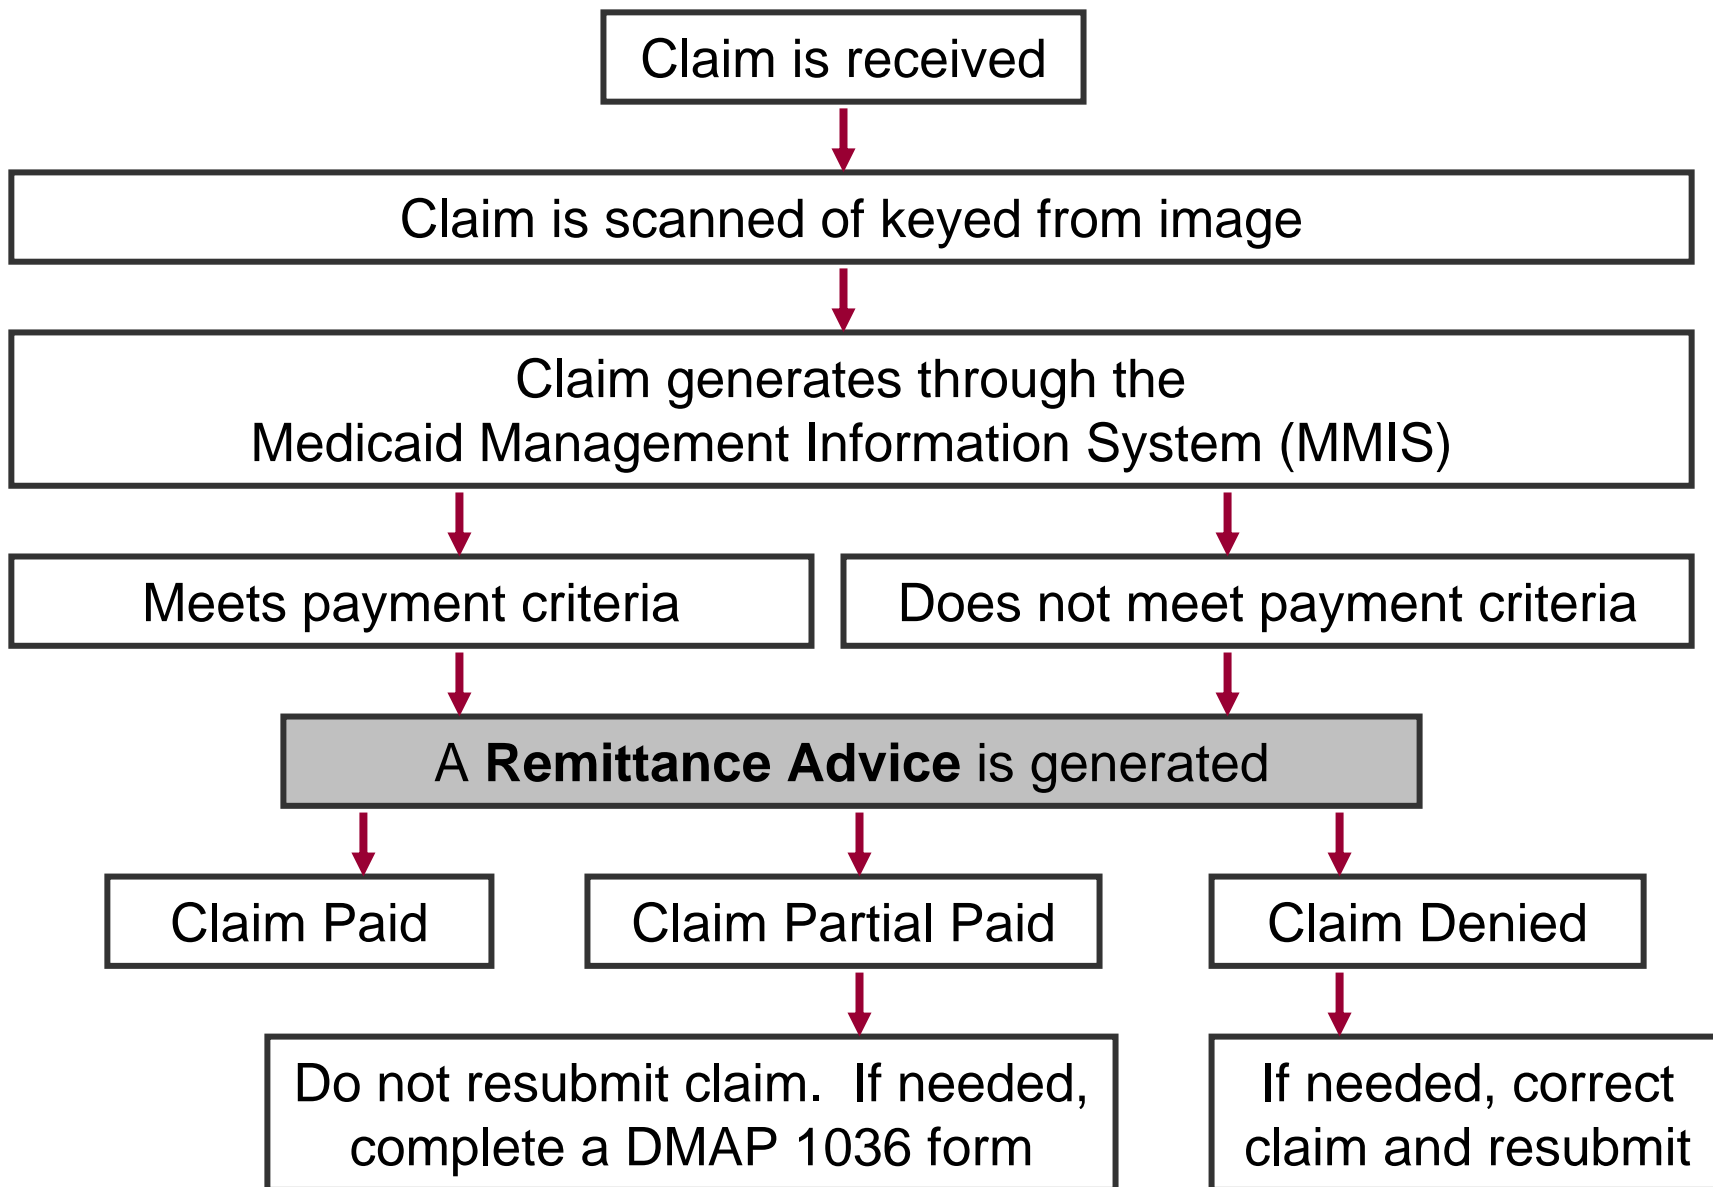 Claim is received
Claim is scanned of keyed from image
Claim generates through the
Medicaid Management Information System (MMIS)
Meets payment criteria
Does not meet payment criteria
A Remittance Advice is generated
Claim Paid
Claim Partial Paid
Claim Denied
Do not resubmit claim.  If needed,
complete a DMAP 1036 form
If needed, correct
claim and resubmit